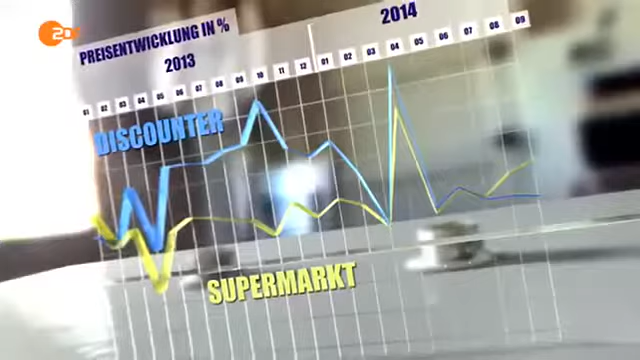 ZDF
PREISENTWICKLUNG IN %
2013
2014
01 02 03 04 05 06 07 08 09 10 11 12 01 02 03 04 05 06 07 08 09
DISCOUNTER
SUPERMARKT